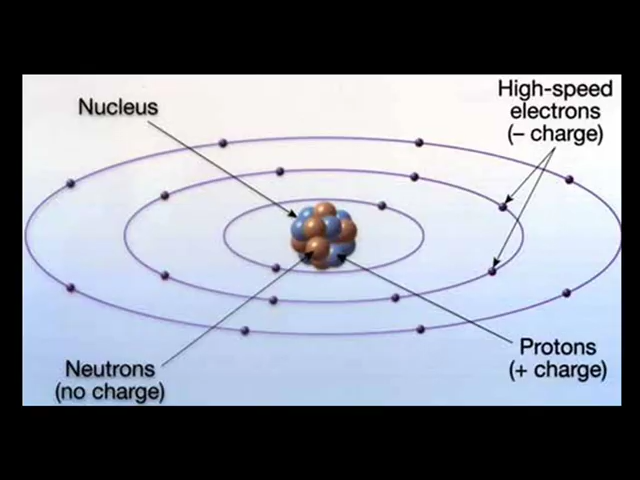 Nucleus
High-speed
electrons
(– charge)
Neutrons
(no charge)
Protons
(+ charge)